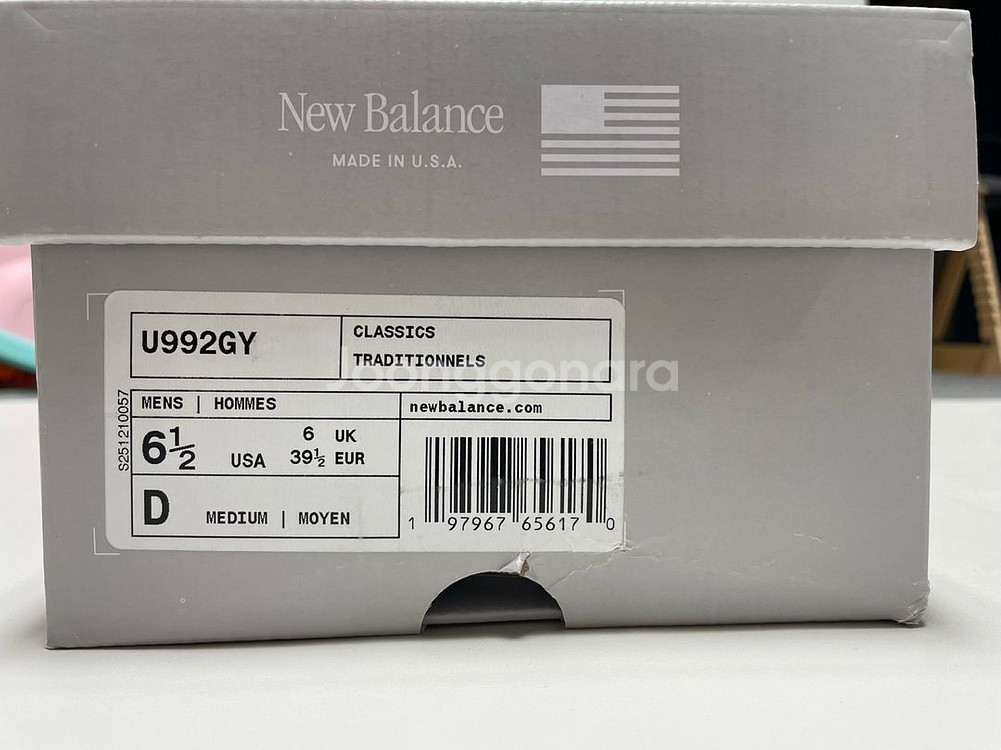 New Balance
MADE IN U.S.A.
U992GY
CLASSICS
TRADITIONNELS
Joonggonara
S251210057
MENS | HOMMES
newbalance.com
6½ USA
6 UK
39½ EUR
D MEDIUM | MOYEN
1 97967 65617 0